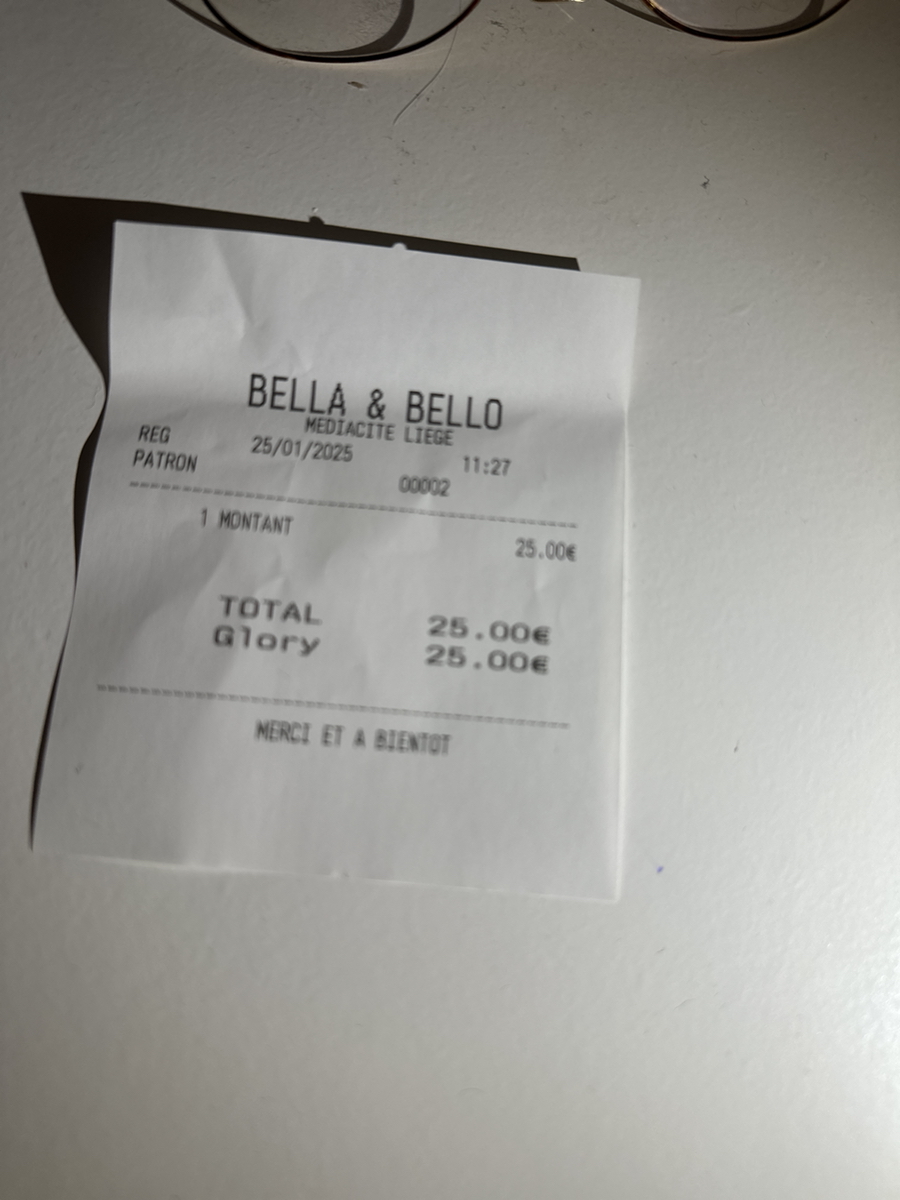 BELLA & BELLO
MEDIACITE LIEGE
REG 25/01/2025 11:27
PATRON 00002
1 MONTANT 25.00€
TOTAL 25.00€
Glory 25.00€
MERCI ET A BIENTOT